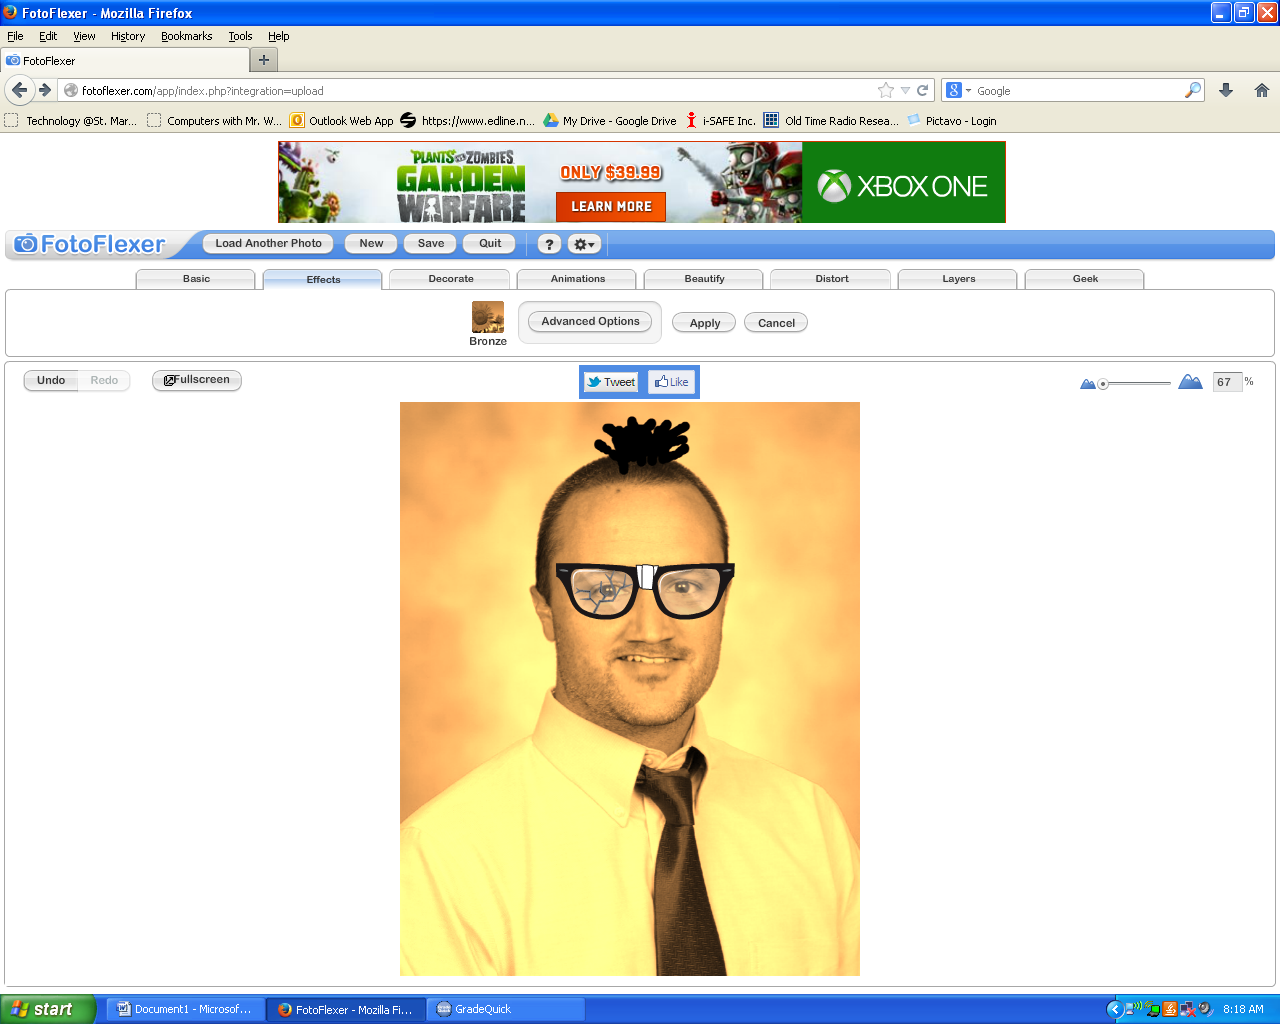 FotoFlexer - Mozilla Firefox
File Edit View History Bookmarks Tools Help
FotoFlexer
fotoflexer.com/app/index.php?integration=upload
Google
Technology @St. Mar... Computers with Mr. W... Outlook Web App https://www.edline.n... My Drive - Google Drive i-SAFE Inc. Old Time Radio Resea... Pictavo - Login
PLANTS VS ZOMBIES
GARDEN
WARFARE
ONLY $39.99
LEARN MORE
XBOX ONE
FotoFlexer Load Another Photo New Save Quit ?
Basic Effects Decorate Animations Beautify Distort Layers Geek
Bronze
Advanced Options Apply Cancel
Undo Redo Fullscreen Tweet Like 67 %
start Document1 - Microsof... FotoFlexer - Mozilla Fi... GradeQuick 8:18 AM